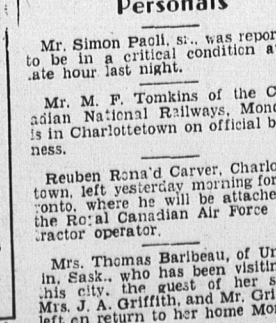 Personals
Mr. Simon Paoli, sr., was repor
to be in a critical condition a
late hour last night.
Mr. M. F. Tomkins of the C
adian National Railways, Monc
is in Charlottetown on official b
ness.
Reuben Rona'd Carver, Charlo
town, left yesterday morning for
ronto, where he will be attache
the Royal Canadian Air Force
tractor operator.
Mrs. Thomas Baribeau, of Un
in, Sask., who has been visitin
this city, the guest of her s
Mrs. J. A. Griffith, and Mr. Gri
left on return to her home Mo